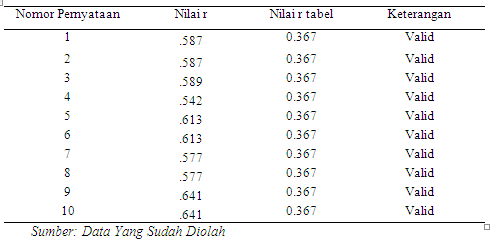 Nomor Pernyataan Nilai r Nilai r tabel Keterangan
1 .587 0.367 Valid
2 .587 0.367 Valid
3 .589 0.367 Valid
4 .542 0.367 Valid
5 .613 0.367 Valid
6 .613 0.367 Valid
7 .577 0.367 Valid
8 .577 0.367 Valid
9 .641 0.367 Valid
10 .641 0.367 Valid
Sumber: Data Yang Sudah Diolah